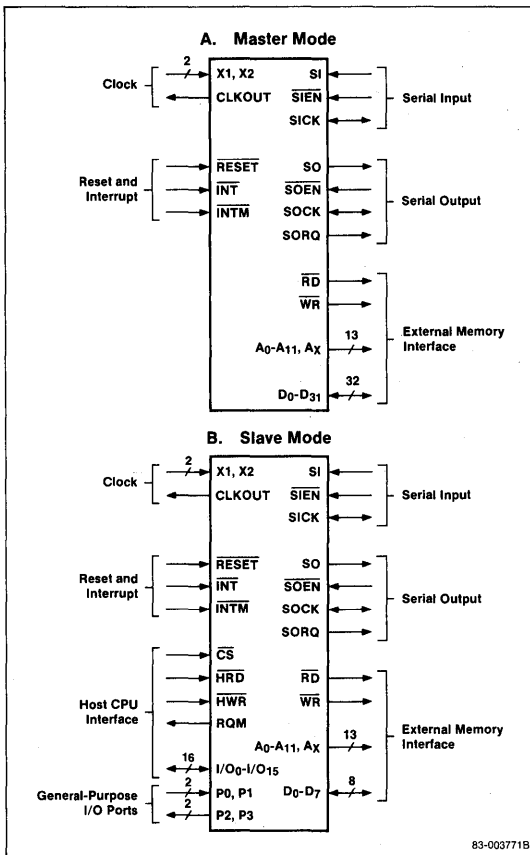 A. Master Mode
Clock
2
X1, X2
CLKOUT
SI
SIEN
SICK
Serial Input
Reset and
Interrupt
RESET
INT
INTM
SO
SOEN
SOCK
SORQ
Serial Output
RD
WR
A0-A11, AX
13
D0-D31
32
External Memory
Interface
B. Slave Mode
Clock
2
X1, X2
CLKOUT
SI
SIEN
SICK
Serial Input
Reset and
Interrupt
RESET
INT
INTM
SO
SOEN
SOCK
SORQ
Serial Output
Host CPU
Interface
CS
HRD
HWR
RQM
16
I/O0-I/O15
RD
WR
A0-A11, AX
13
D0-D7
8
External Memory
Interface
General-Purpose
I/O Ports
2
P0, P1
2
P2, P3
83-003771B